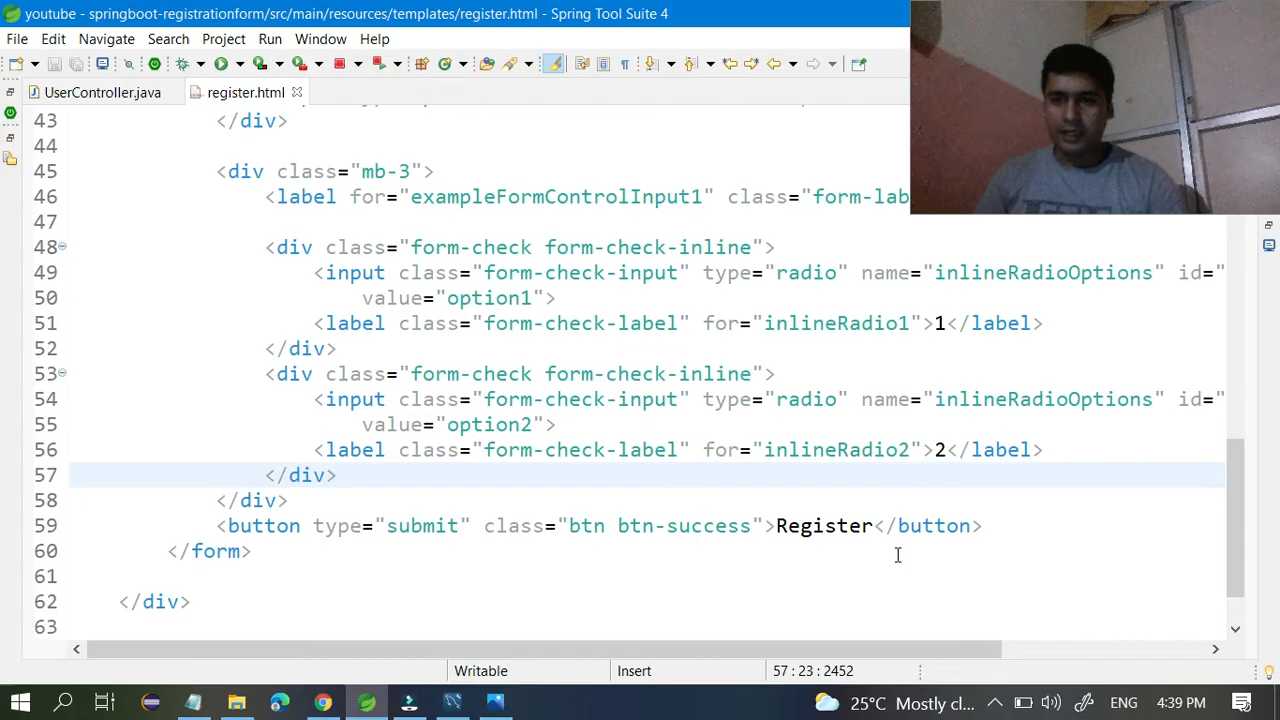 youtube - springboot-registrationform/src/main/resources/templates/register.html - Spring Tool Suite 4
File Edit Navigate Search Project Run Window Help
UserController.java register.html
43 </div>
44
45 <div class="mb-3">
46 <label for="exampleFormControlInput1" class="form-lab
47
48 <div class="form-check form-check-inline">
49 <input class="form-check-input" type="radio" name="inlineRadioOptions" id="
50 value="option1">
51 <label class="form-check-label" for="inlineRadio1">1</label>
52 </div>
53 <div class="form-check form-check-inline">
54 <input class="form-check-input" type="radio" name="inlineRadioOptions" id="
55 value="option2">
56 <label class="form-check-label" for="inlineRadio2">2</label>
57 </div>
58 </div>
59 <button type="submit" class="btn btn-success">Register</button>
60 </form>
61
62 </div>
63
Writable Insert 57 : 23 : 2452
25°C Mostly cl... ENG 4:39 PM